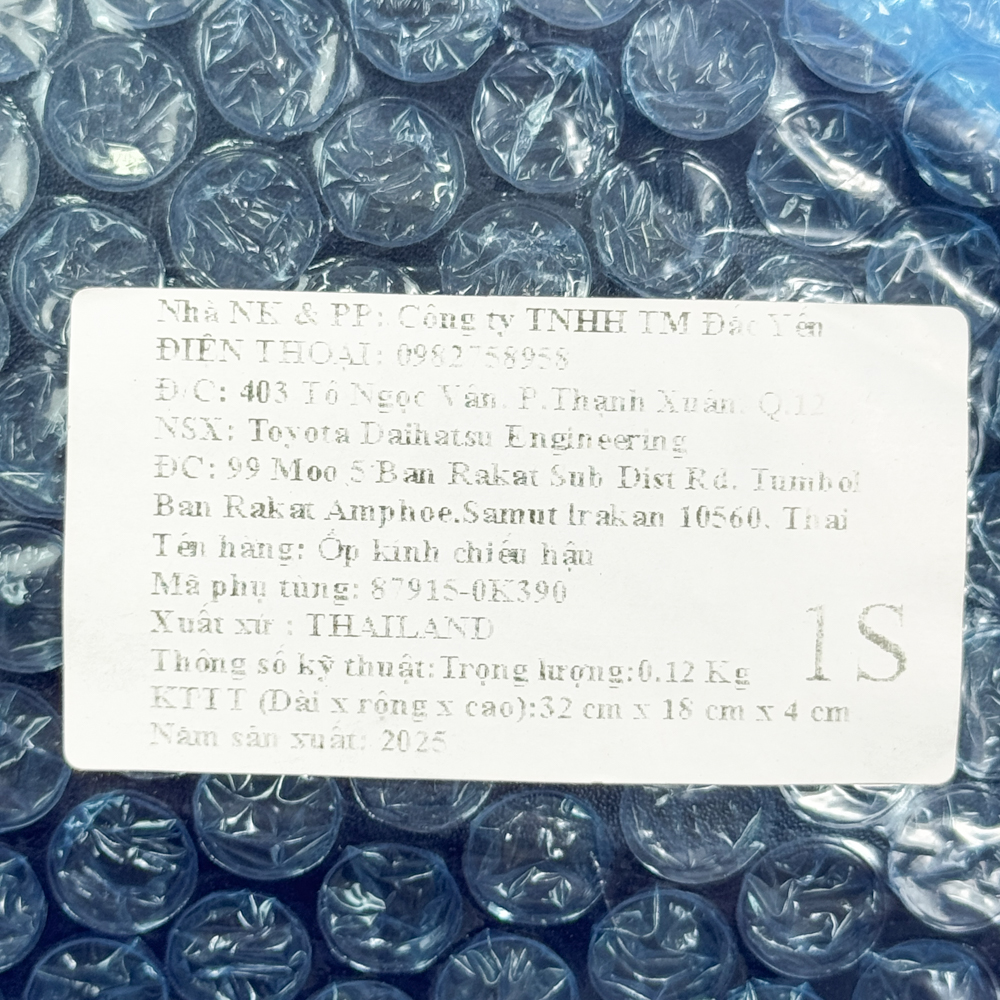 Nhà NK & PP: Công ty TNHH TM Đắc Yến
ĐIỆN THOẠI: 0982758958
Đ/C: 403 Tô Ngọc Vân. P.Thạnh Xuân. Q.12
NSX: Toyota Daihatsu Engineering
ĐC: 99 Moo 5 Ban Rakat Sub Dist Rd. Tumbol
Ban Rakat Amphoe.Samut Irakan 10560. Thai
Tên hàng: Ốp kính chiếu hậu
Mã phụ tùng: 87915-0K390
Xuất xứ : THAILAND
Thông số kỹ thuật:Trọng lượng:0.12 Kg
KTTT (Dài x rộng x cao):32 cm x 18 cm x 4 cm
Năm sản xuất: 2025
1S